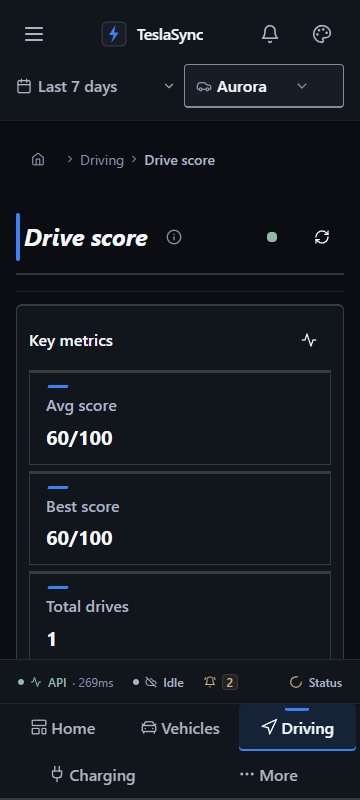 TeslaSync
Last 7 days
Aurora
Driving
Drive score
Drive score
Key metrics
Avg score
60/100
Best score
60/100
Total drives
1
API · 269ms
Idle
2
Status
Home
Vehicles
Driving
Charging
More